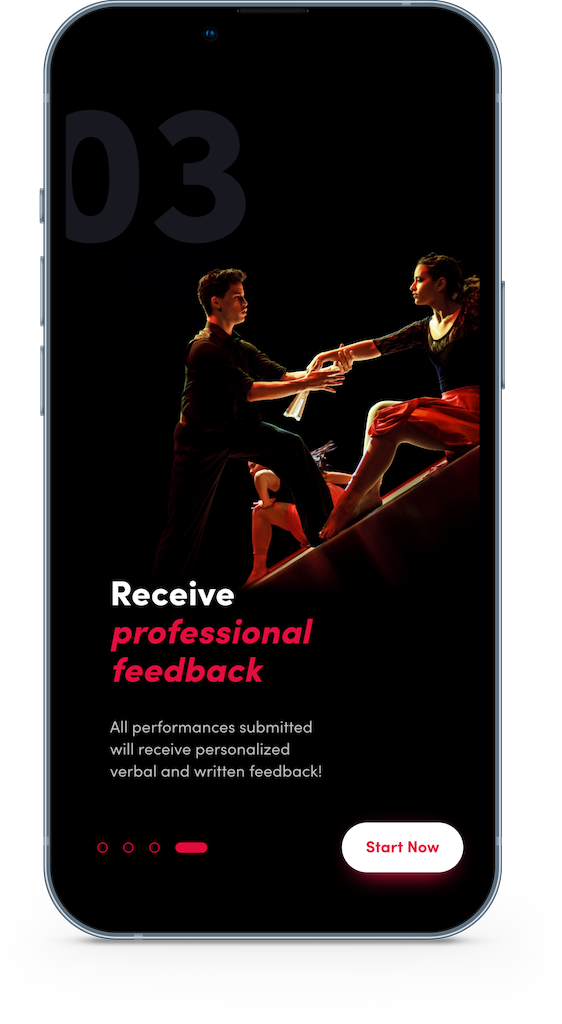 03
Receive
professional
feedback
All performances submitted
will receive personalized
verbal and written feedback!
Start Now